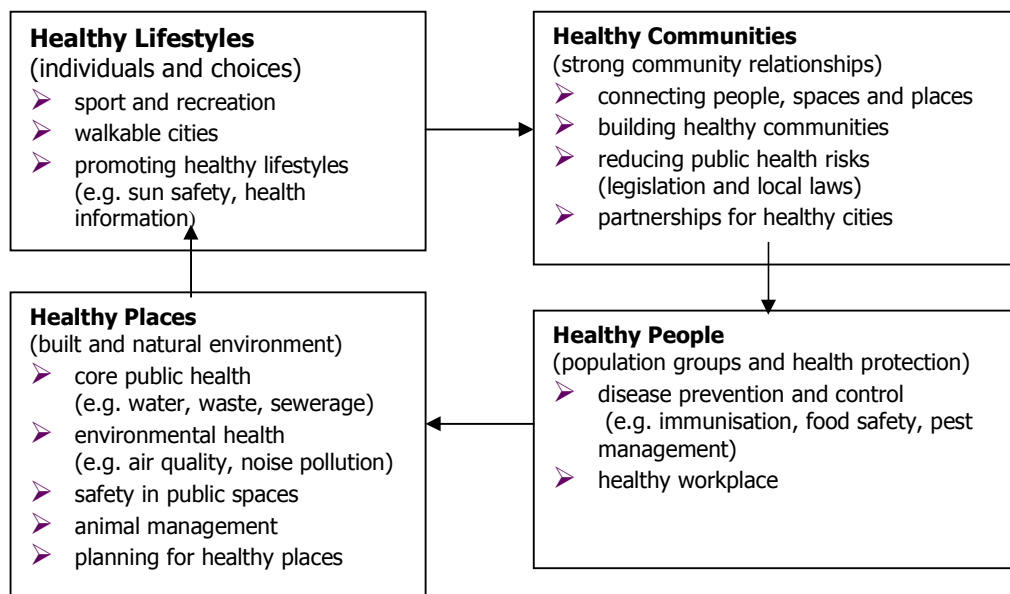 Healthy Lifestyles
(individuals and choices)
sport and recreation
walkable cities
promoting healthy lifestyles
(e.g. sun safety, health
information)
Healthy Communities
(strong community relationships)
connecting people, spaces and places
building healthy communities
reducing public health risks
(legislation and local laws)
partnerships for healthy cities
Healthy Places
(built and natural environment)
core public health
(e.g. water, waste, sewerage)
environmental health
(e.g. air quality, noise pollution)
safety in public spaces
animal management
planning for healthy places
Healthy People
(population groups and health protection)
disease prevention and control
(e.g. immunisation, food safety, pest
management)
healthy workplace